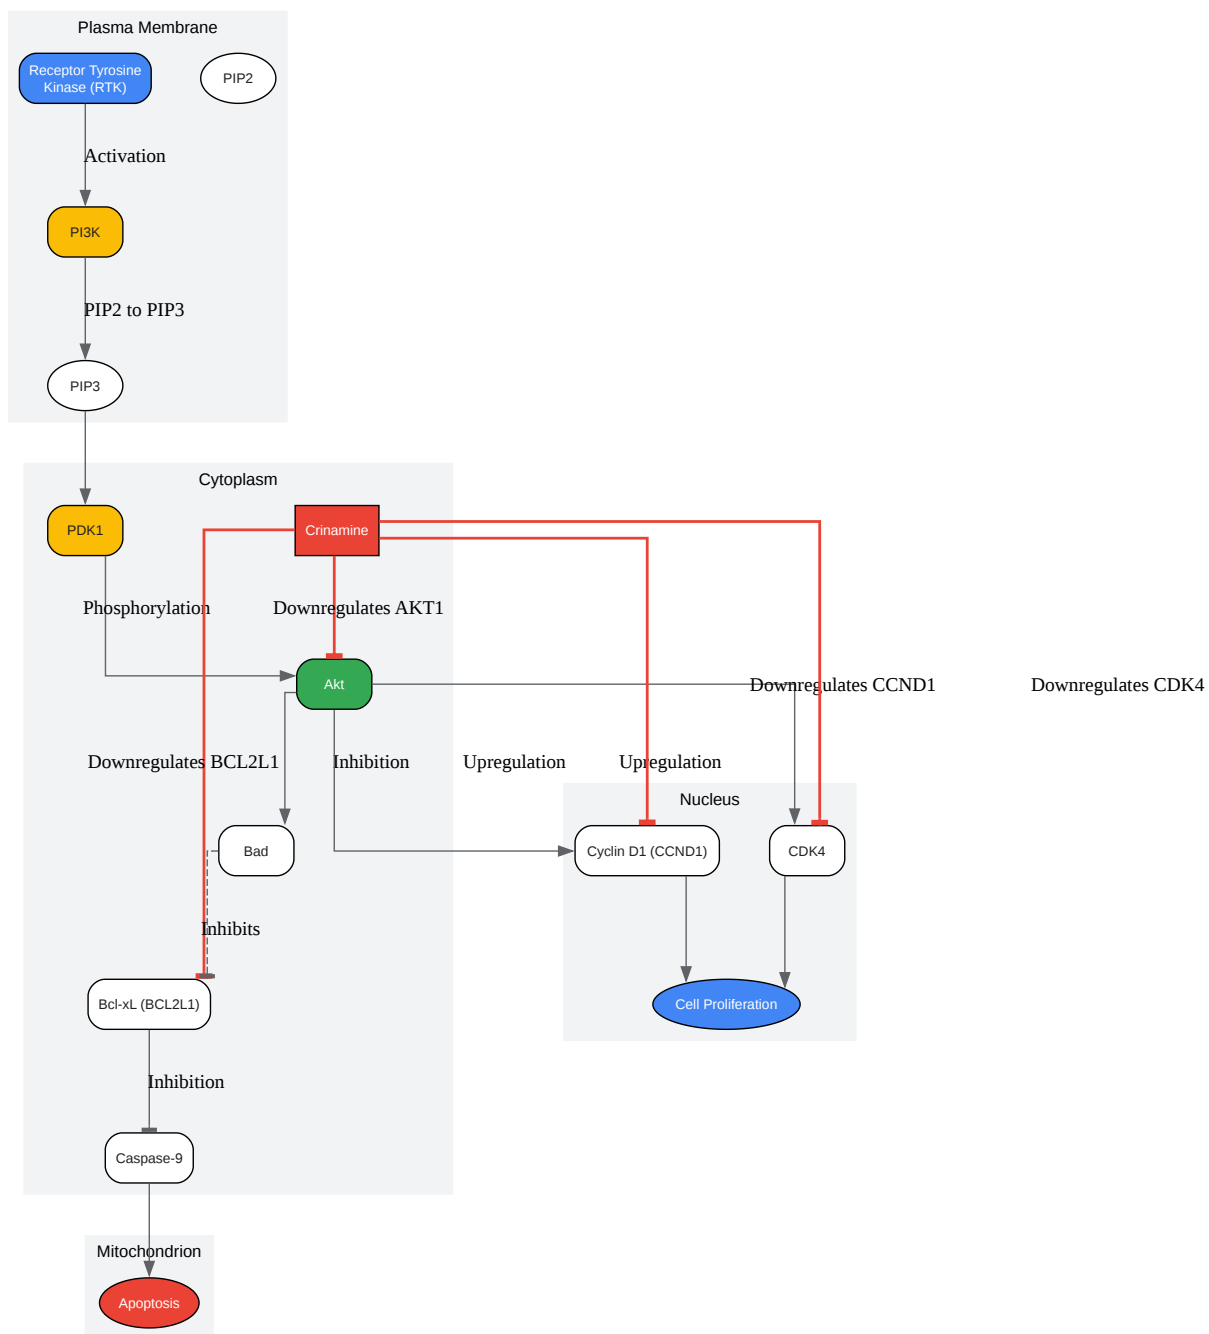 Plasma Membrane
Receptor Tyrosine
Kinase (RTK)
PIP2
Activation
PI3K
PIP2 to PIP3
PIP3
Cytoplasm
PDK1
Crinamine
Phosphorylation
Downregulates AKT1
Akt
Downregulates CCND1
Downregulates CDK4
Downregulates BCL2L1
Inhibition
Upregulation
Upregulation
Nucleus
Bad
Cyclin D1 (CCND1)
CDK4
Inhibits
Bcl-xL (BCL2L1)
Cell Proliferation
Inhibition
Caspase-9
Mitochondrion
Apoptosis